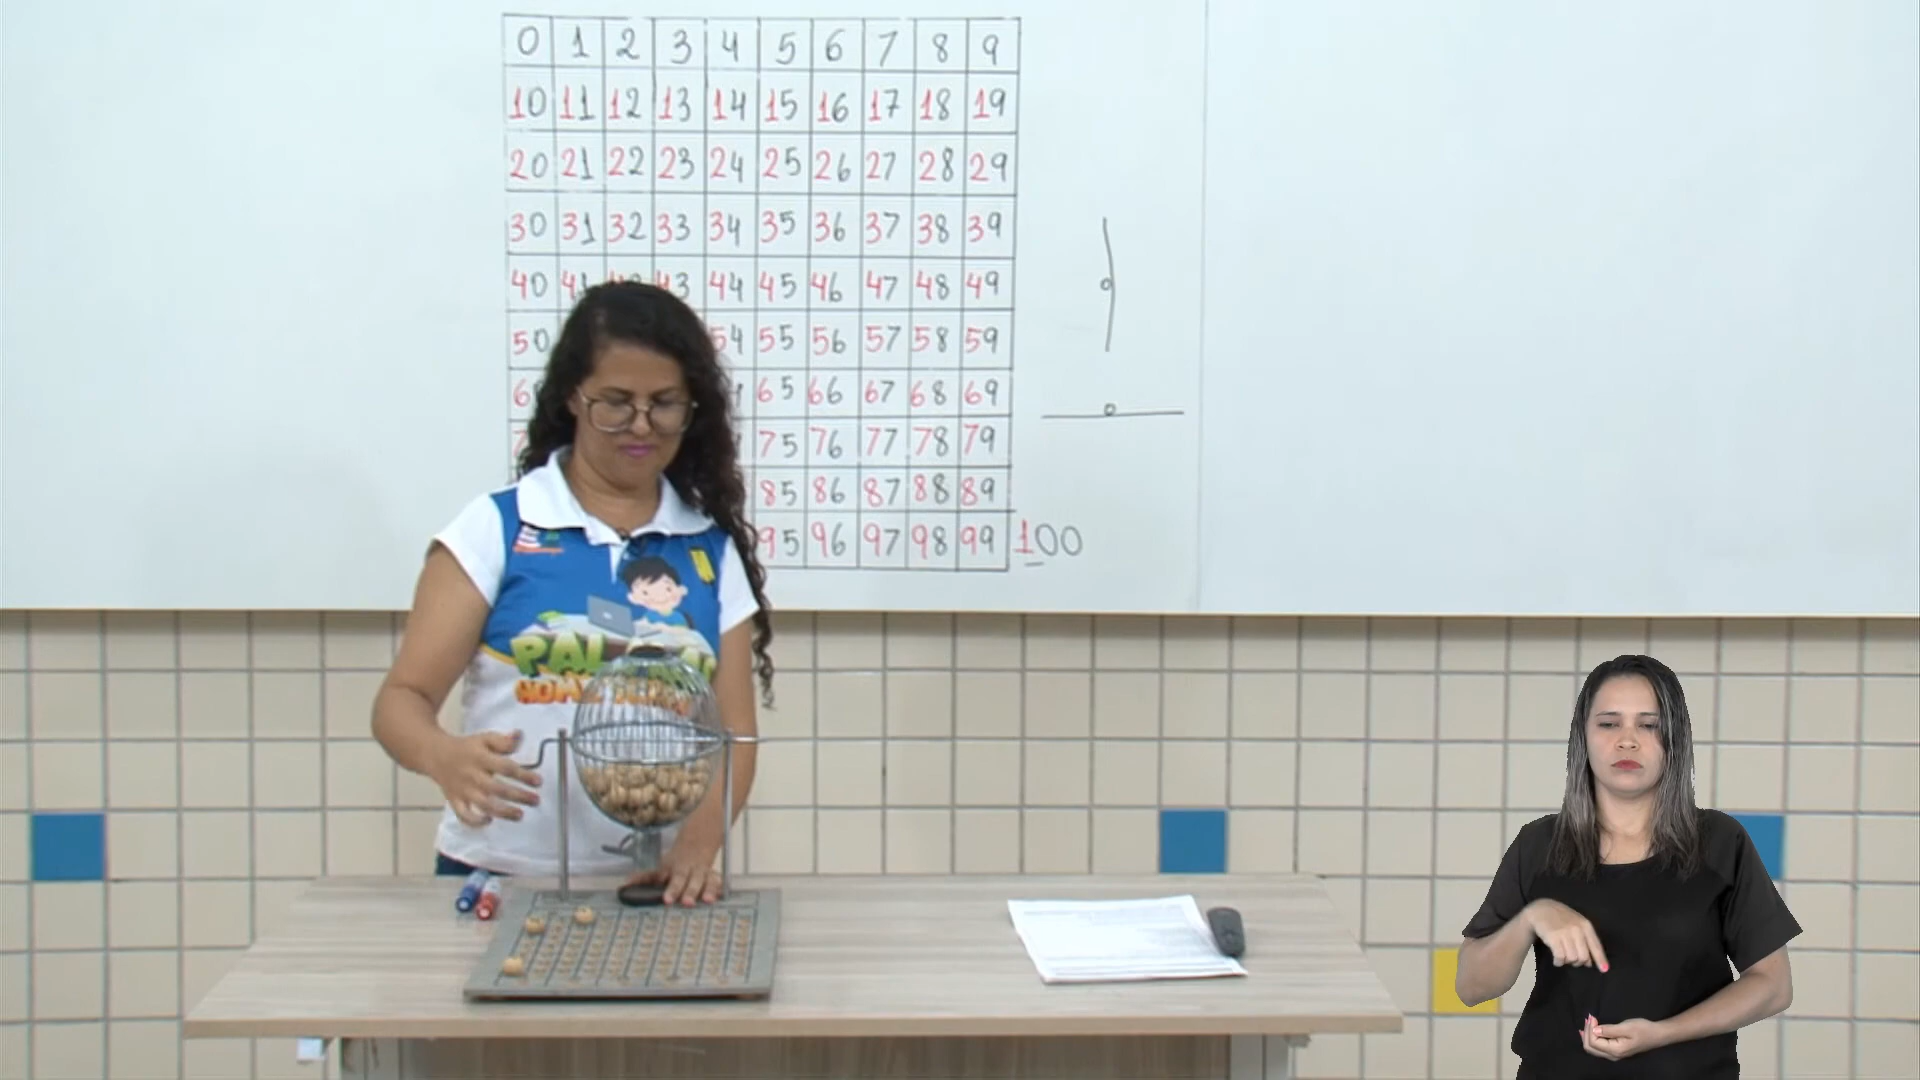 0 1 2 3 4 5 6 7 8 9
10 11 12 13 14 15 16 17 18 19
20 21 22 23 24 25 26 27 28 29
30 31 32 33 34 35 36 37 38 39
40 43 44 45 46 47 48 49
50 54 55 56 57 58 59
65 66 67 68 69
75 76 77 78 79
85 86 87 88 89
95 96 97 98 99 100